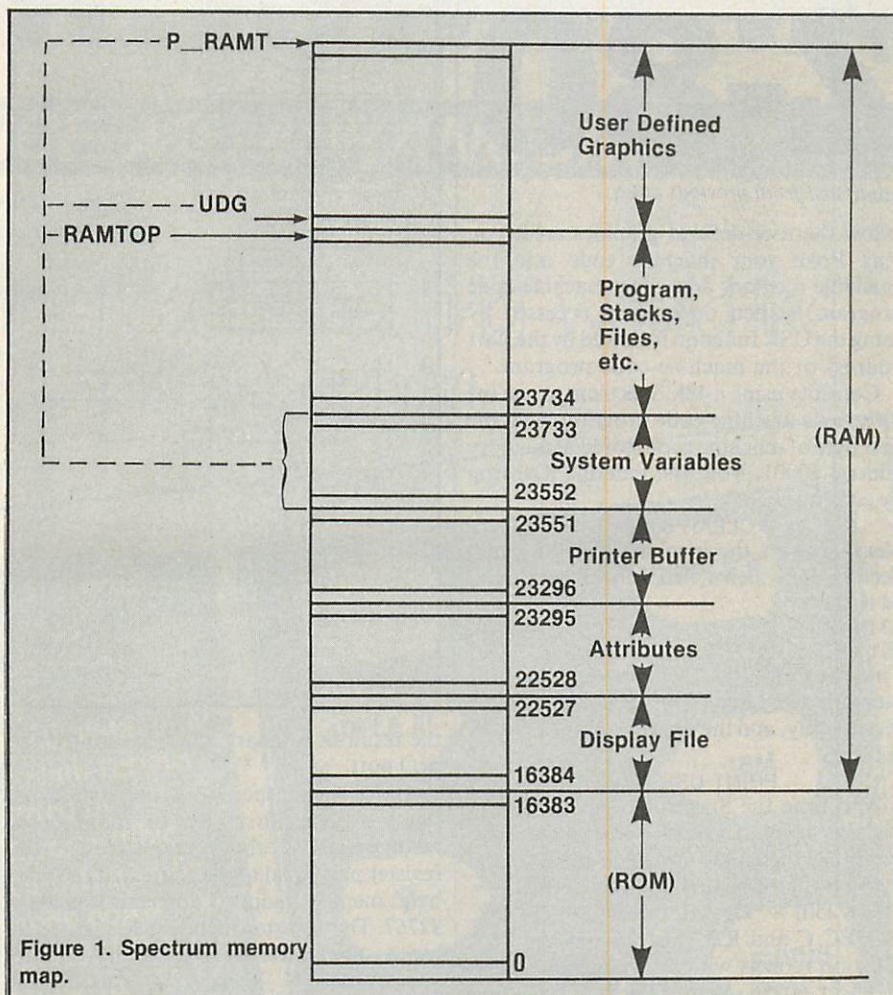 P__RAMT
User Defined
Graphics
UDG
RAMTOP
Program,
Stacks,
Files,
etc.
23734
23733
(RAM)
System Variables
23552
23551
Printer Buffer
23296
23295
Attributes
22528
22527
Display File
16384
16383
(ROM)
0
Figure 1. Spectrum memory
map.